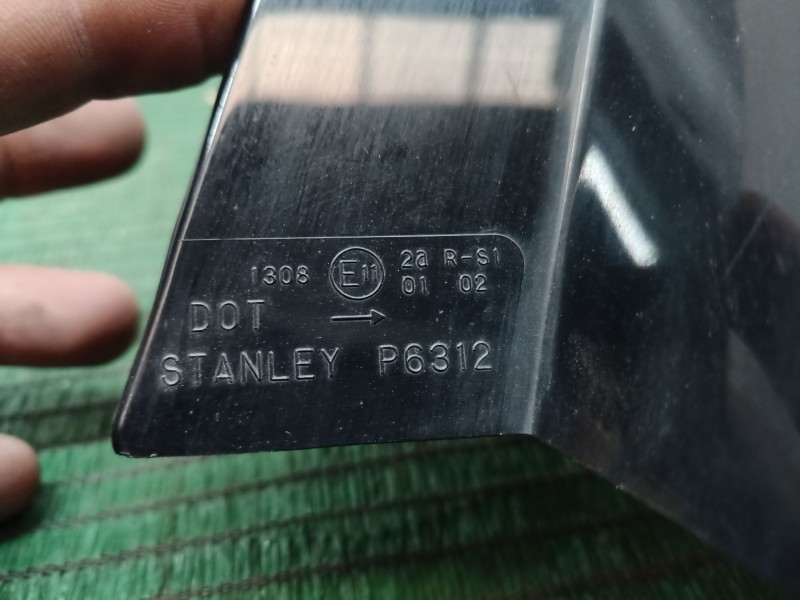 1308 E11 2a R-S1
01 02
DOT →
STANLEY P6312